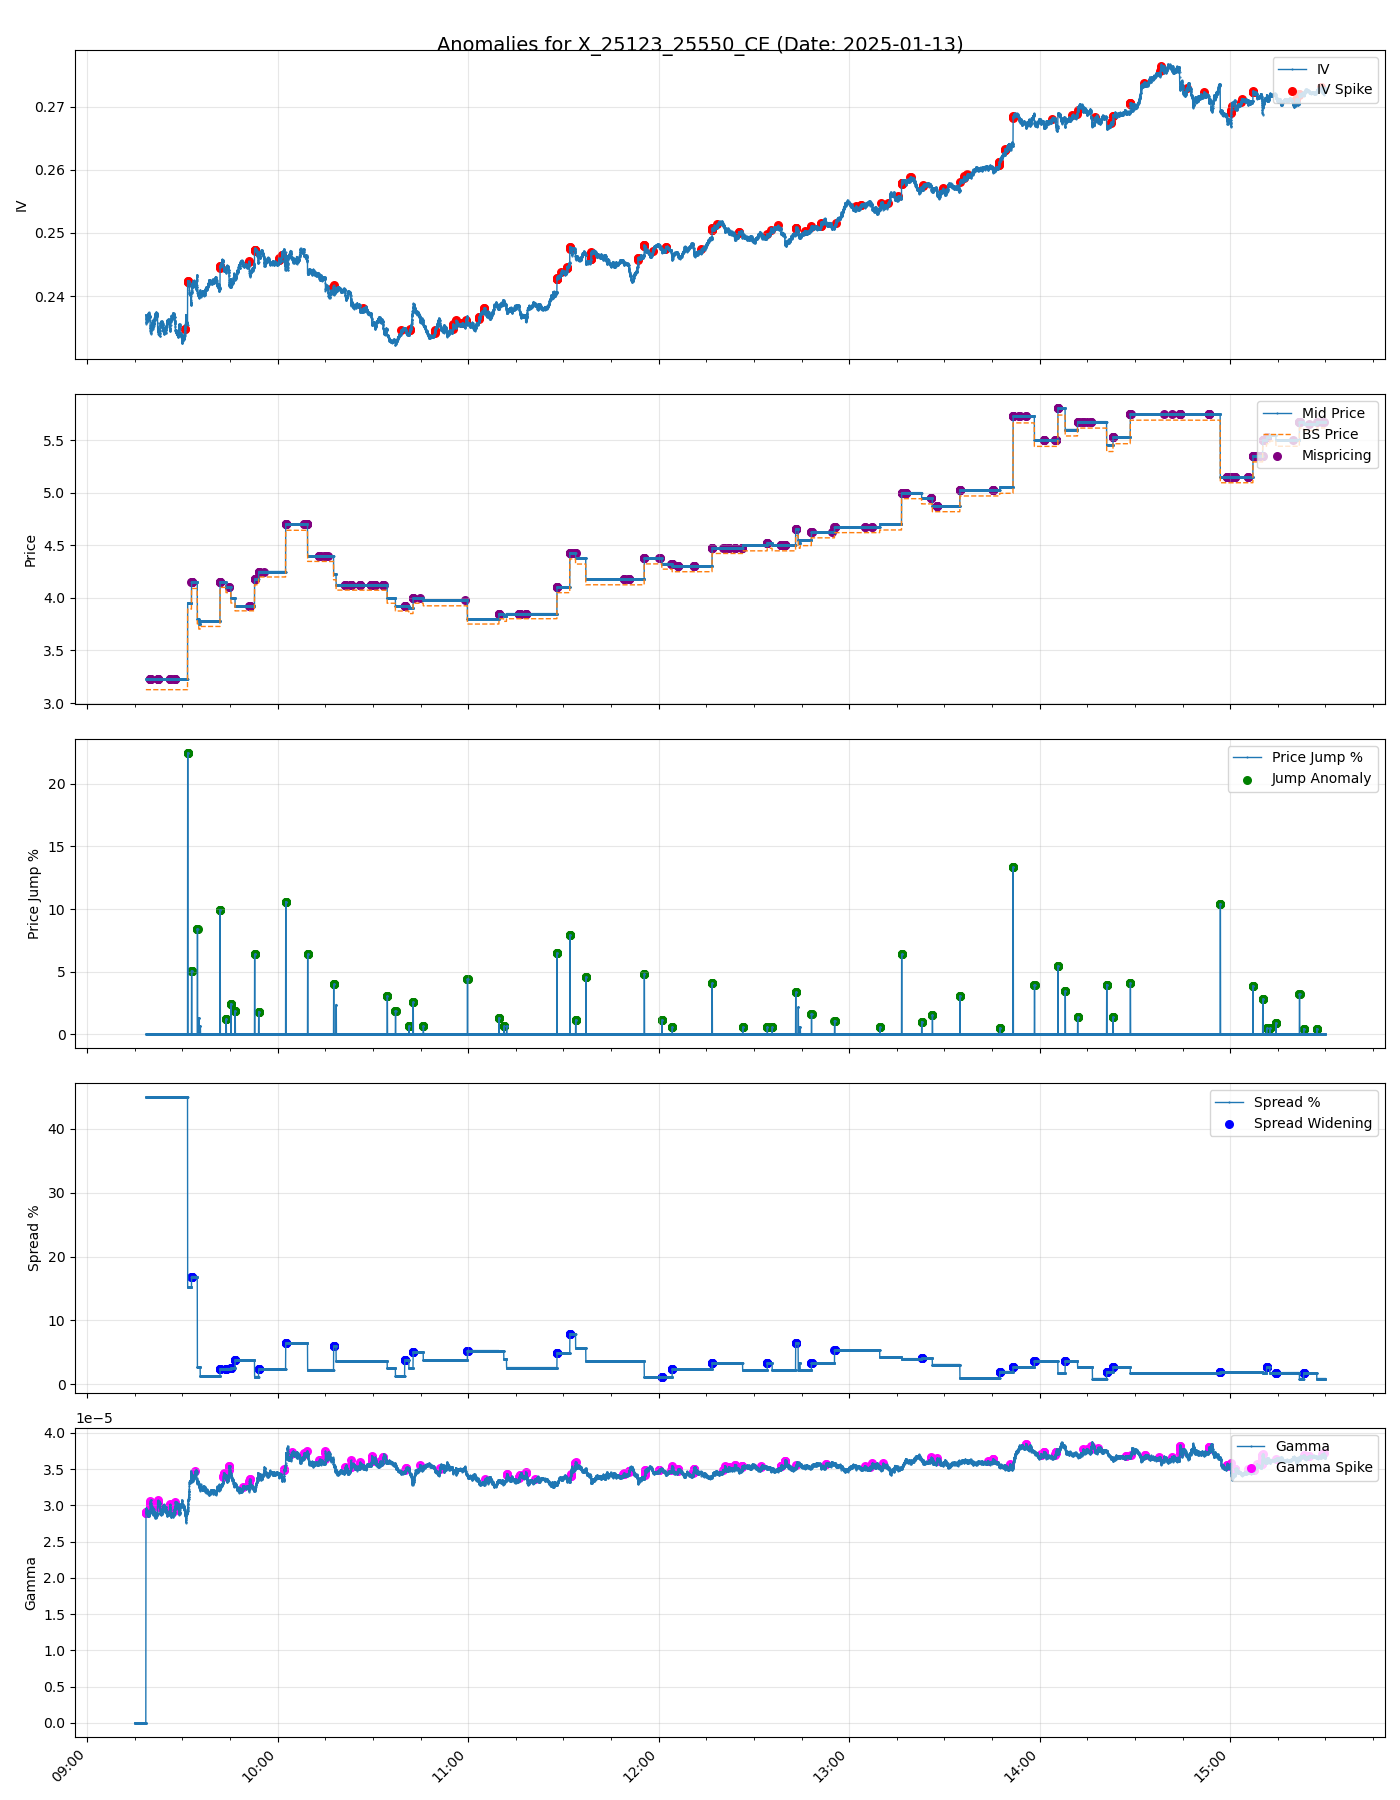 Anomalies for X_25123_25550_CE (Date: 2025-01-13)
IV
IV Spike
0.27
0.26
0.25
0.24
IV
Mid Price
BS Price
Mispricing
5.5
5.0
4.5
4.0
3.5
3.0
Price
Price Jump %
Jump Anomaly
20
15
10
5
0
Price Jump %
Spread %
Spread Widening
40
30
20
10
0
Spread %
1e−5
Gamma
Gamma Spike
4.0
3.5
3.0
2.5
2.0
1.5
1.0
0.5
0.0
Gamma
09:00
10:00
11:00
12:00
13:00
14:00
15:00